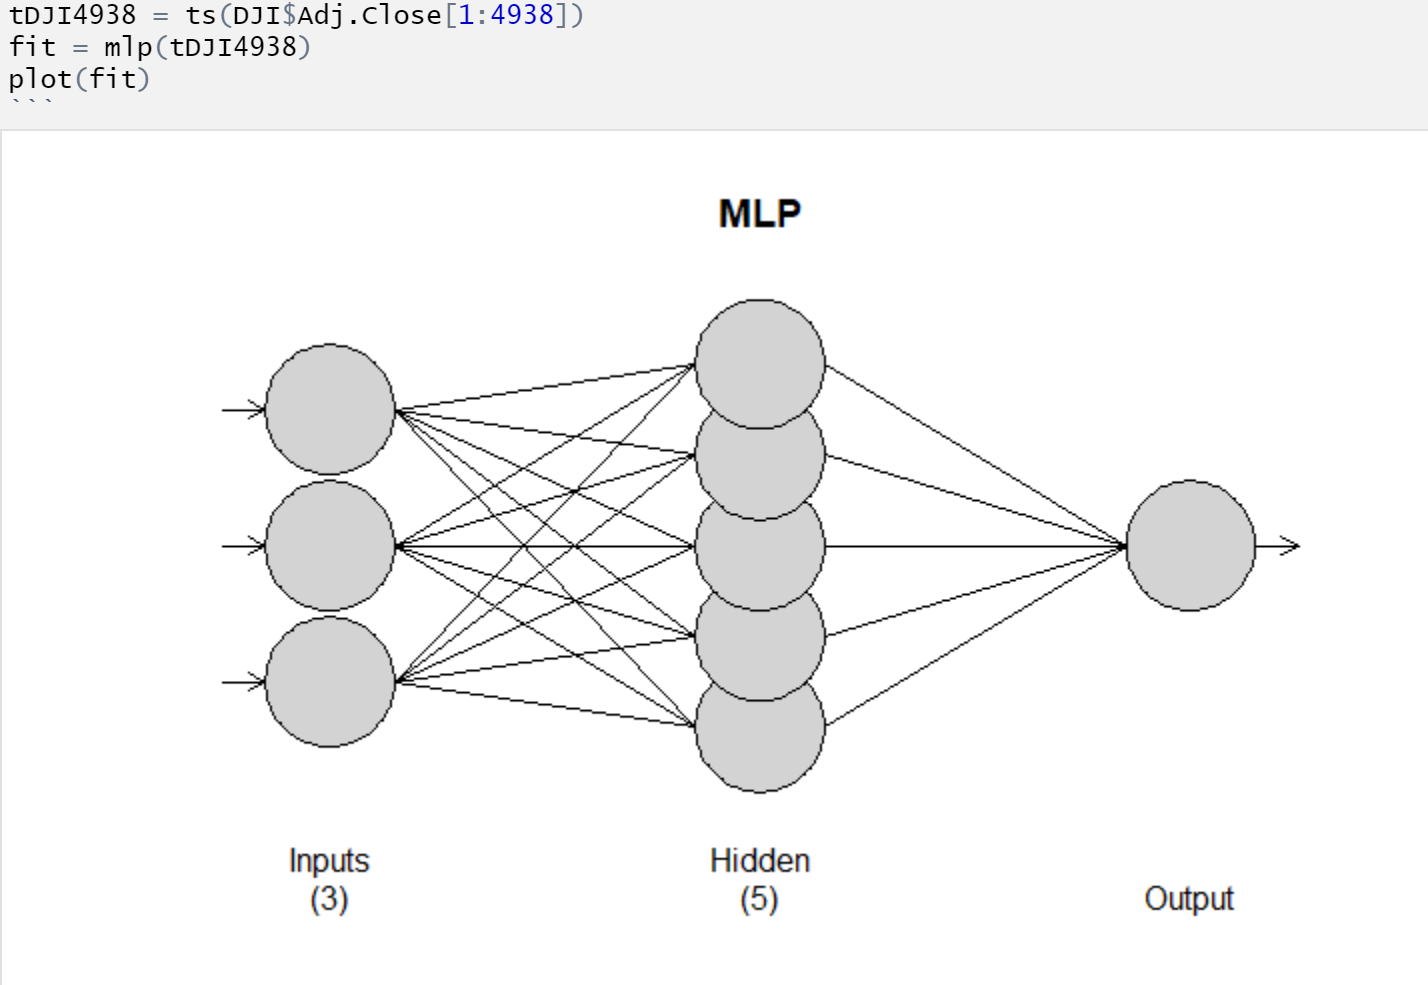 tDJI4938 = ts(DJI$Adj.Close[1:4938])
fit = mlp(tDJI4938)
plot(fit)
```
MLP
Inputs
(3)
Hidden
(5)
Output